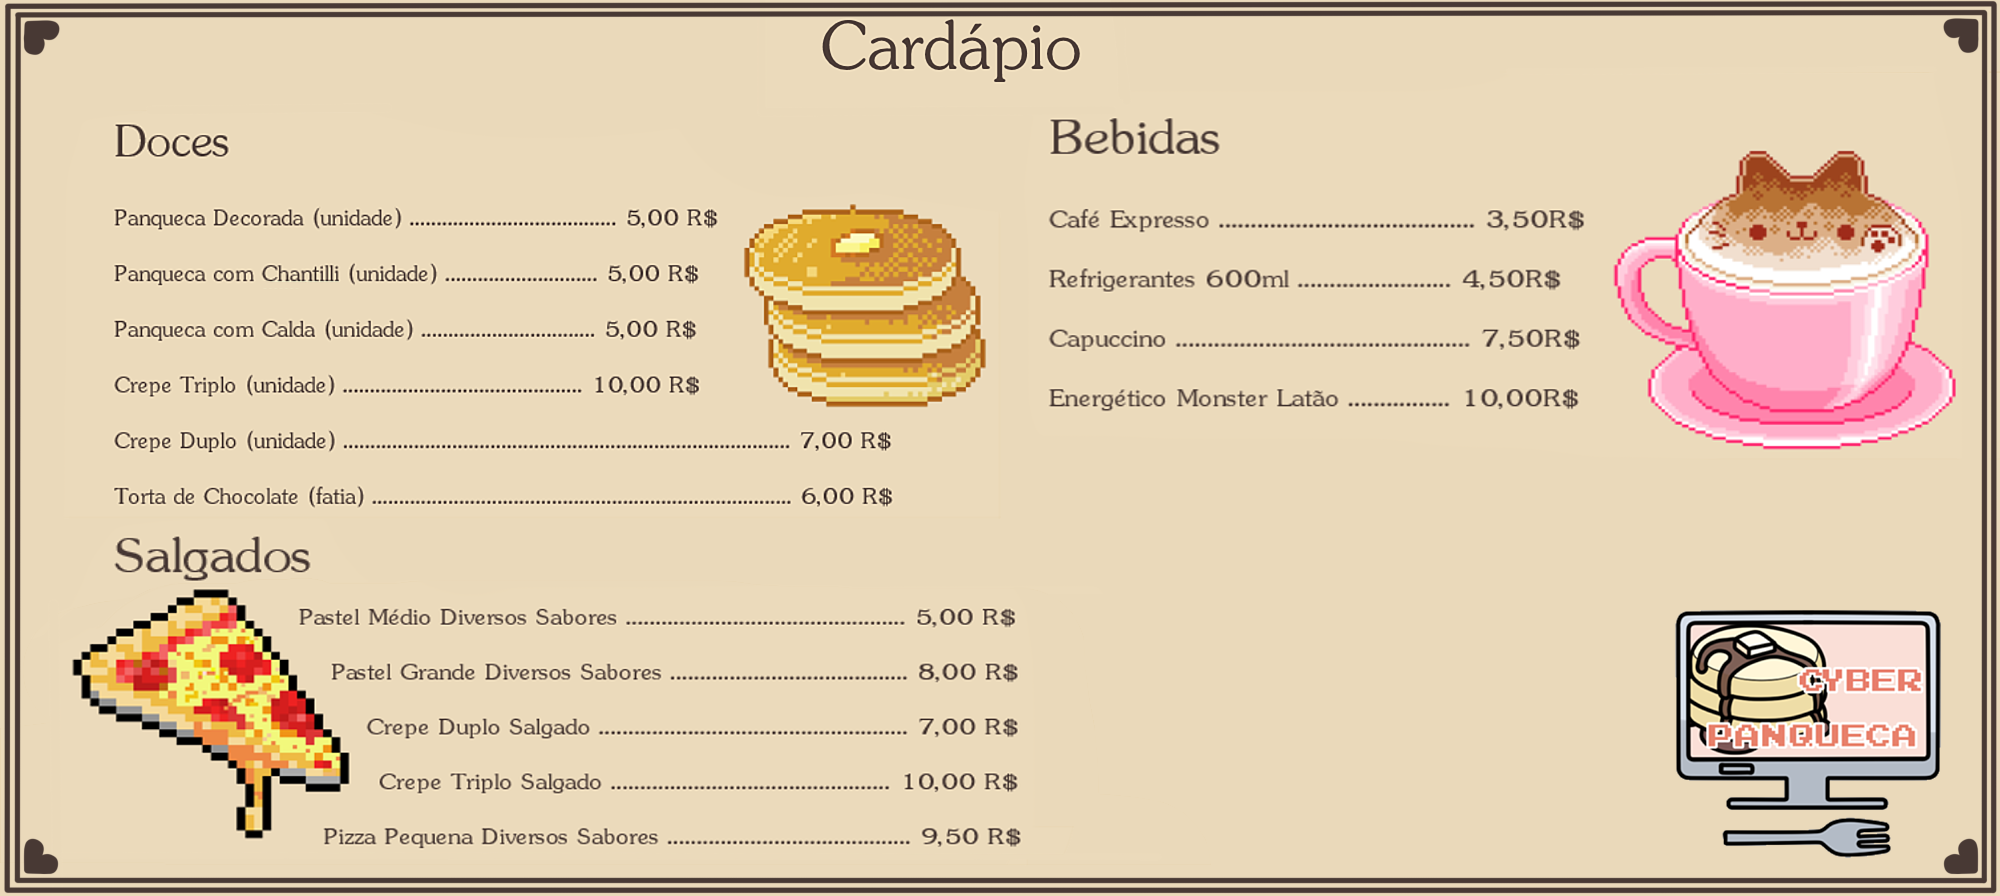 Cardápio
Doces
Panqueca Decorada (unidade) ........................................ 5,00 R$
Panqueca com Chantilli (unidade) .............................. 5,00 R$
Panqueca com Calda (unidade) .................................. 5,00 R$
Crepe Triplo (unidade) ............................................... 10,00 R$
Crepe Duplo (unidade) ........................................................................................ 7,00 R$
Torta de Chocolate (fatia) ................................................................................... 6,00 R$
Salgados
Pastel Médio Diversos Sabores ............................................... 5,00 R$
Pastel Grande Diversos Sabores ........................................ 8,00 R$
Crepe Duplo Salgado .................................................... 7,00 R$
Crepe Triplo Salgado ............................................... 10,00 R$
Pizza Pequena Diversos Sabores ......................................... 9,50 R$
Bebidas
Café Expresso ........................................... 3,50R$
Refrigerantes 600ml .......................... 4,50R$
Capuccino ................................................. 7,50R$
Energético Monster Latão ................. 10,00R$
CYBER
PANQUECA